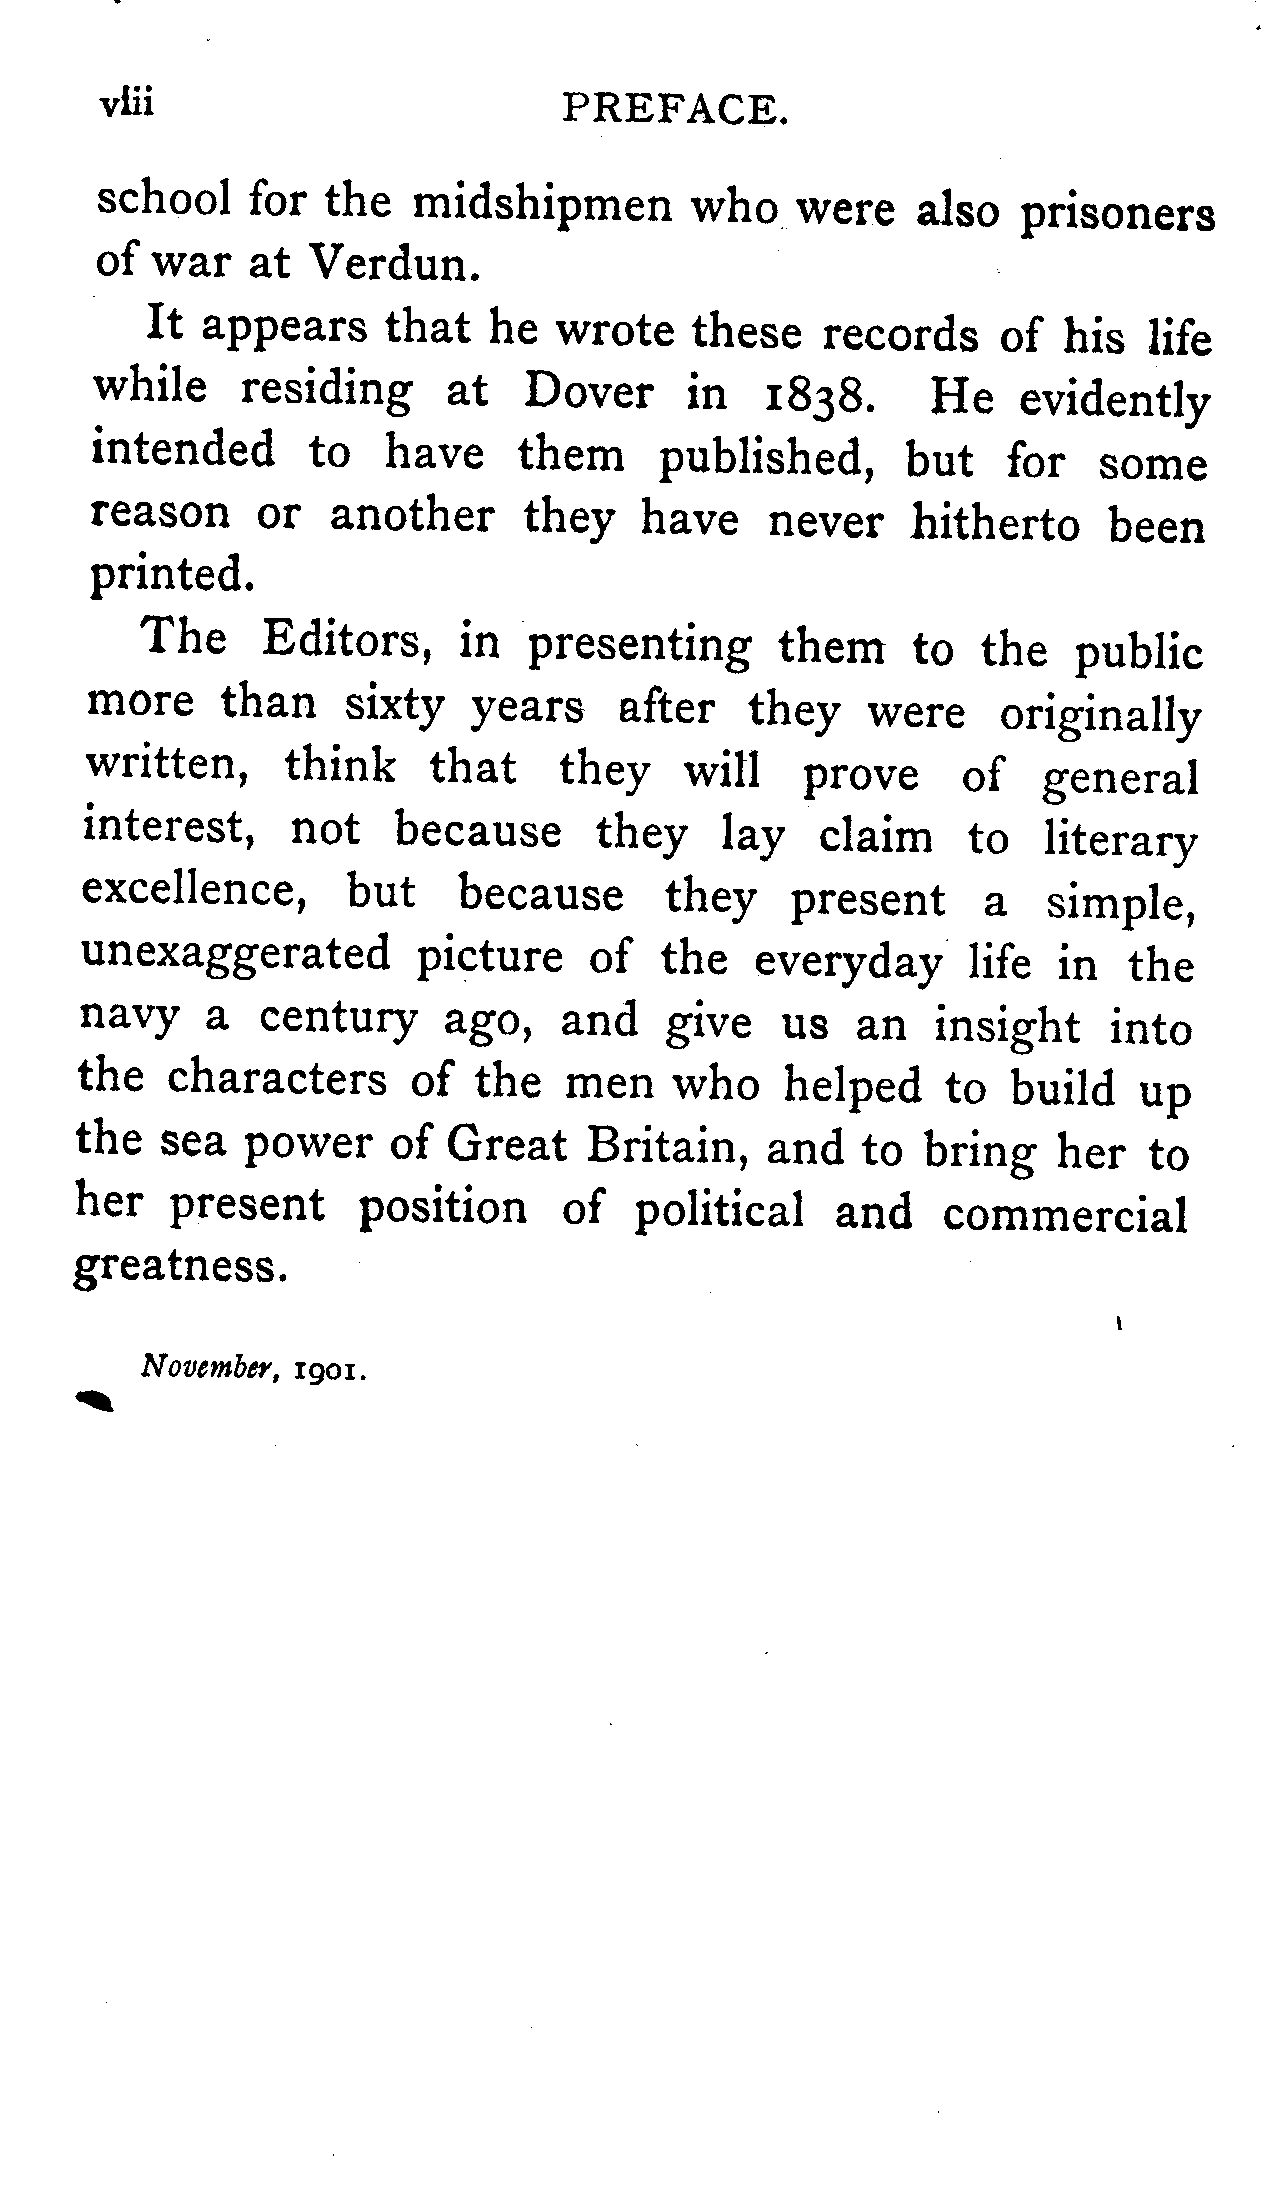 viii PREFACE.
school for the midshipmen who were also prisoners
of war at Verdun.
It appears that he wrote these records of his life
while residing at Dover in 1838. He evidently
intended to have them published, but for some
reason or another they have never hitherto been
printed.
The Editors, in presenting them to the public
more than sixty years after they were originally
written, think that they will prove of general
interest, not because they lay claim to literary
excellence, but because they present a simple,
unexaggerated picture of the everyday life in the
navy a century ago, and give us an insight into
the characters of the men who helped to build up
the sea power of Great Britain, and to bring her to
her present position of political and commercial
greatness.
November, 1901.